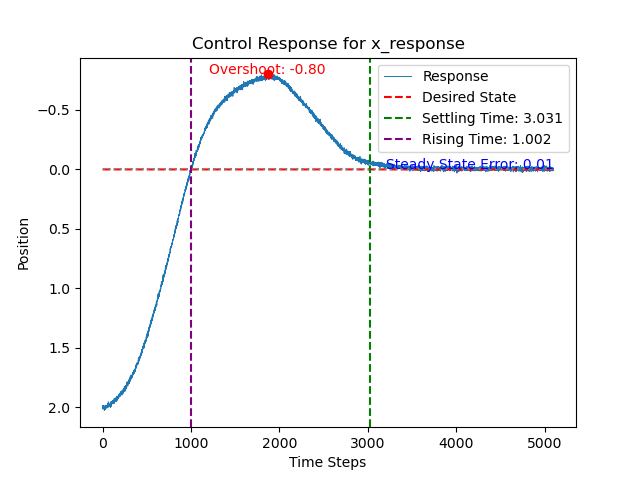 Control Response for x_response
Overshoot: -0.80
Response
Desired State
Settling Time: 3.031
Rising Time: 1.002
Steady State Error: 0.01
−0.5
0.0
0.5
1.0
1.5
2.0
Position
0
1000
2000
3000
4000
5000
Time Steps